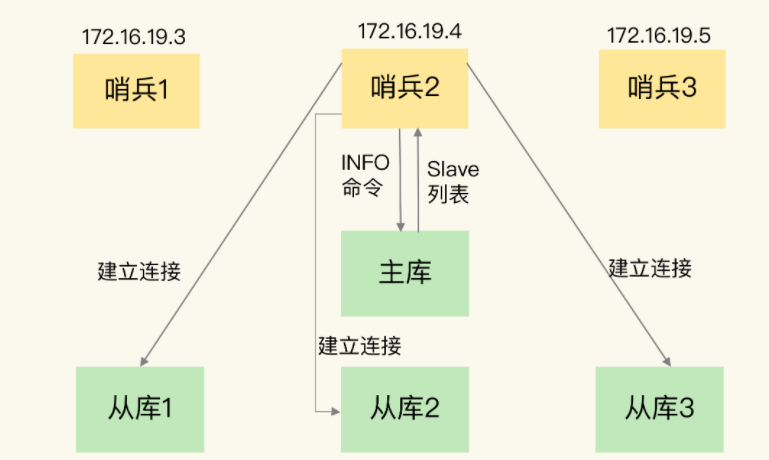 172.16.19.3
172.16.19.4
172.16.19.5
哨兵1
哨兵2
哨兵3
INFO
命令
Slave
列表
主库
建立连接
建立连接
建立连接
从库1
从库2
从库3